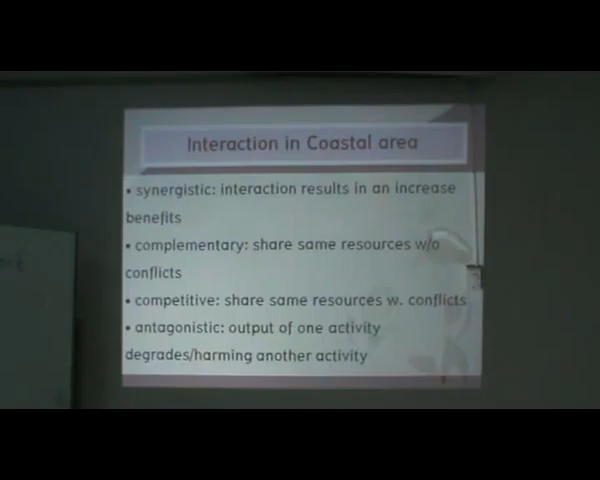 Interaction in Coastal area
• synergistic: interaction results in an increase
benefits
• complementary: share same resources w/o
conflicts
• competitive: share same resources w. conflicts
• antagonistic: output of one activity
degrades/harming another activity